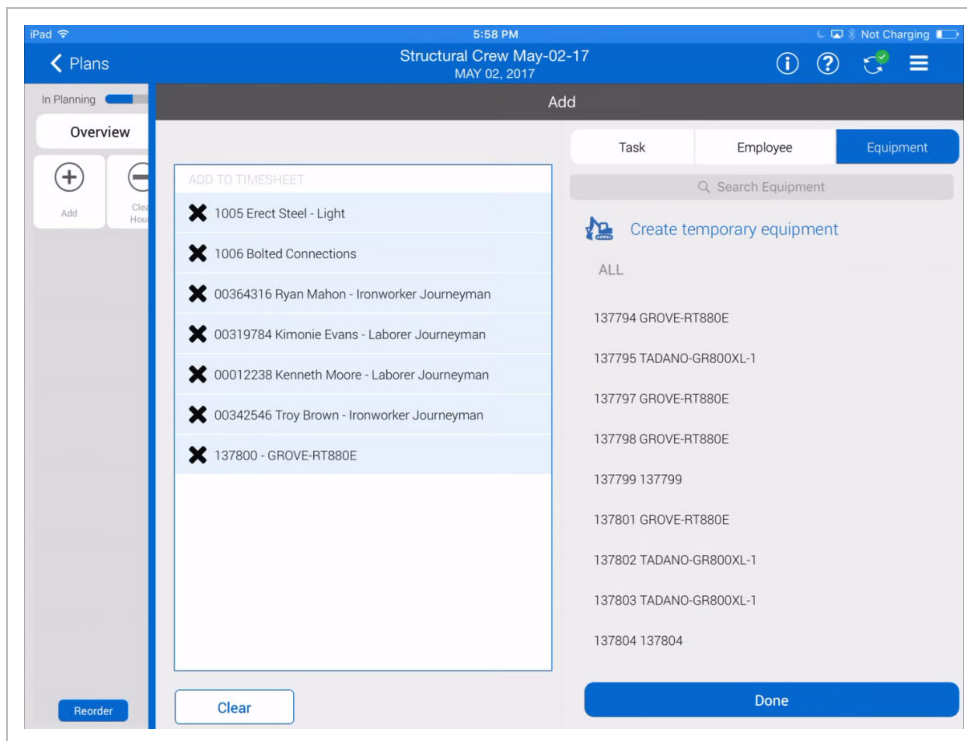 iPad
5:58 PM
Not Charging
Plans
Structural Crew May-02-17
MAY 02, 2017
In Planning
Add
Overview
Add
Clea
Hou
Reorder
ADD TO TIMESHEET
1005 Erect Steel - Light
1006 Bolted Connections
00364316 Ryan Mahon - Ironworker Journeyman
00319784 Kimonie Evans - Laborer Journeyman
00012238 Kenneth Moore - Laborer Journeyman
00342546 Troy Brown - Ironworker Journeyman
137800 - GROVE-RT880E
Clear
Task
Employee
Equipment
Search Equipment
Create temporary equipment
ALL
137794 GROVE-RT880E
137795 TADANO-GR800XL-1
137797 GROVE-RT880E
137798 GROVE-RT880E
137799 137799
137801 GROVE-RT880E
137802 TADANO-GR800XL-1
137803 TADANO-GR800XL-1
137804 137804
Done